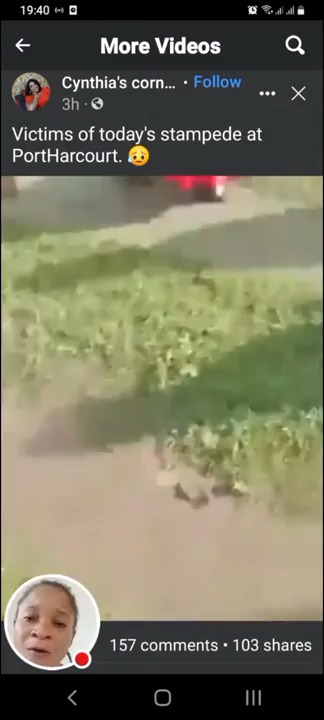 19:40
More Videos
Cynthia's corn... • Follow
3h •
Victims of today's stampede at
PortHarcourt. 😥
157 comments • 103 shares